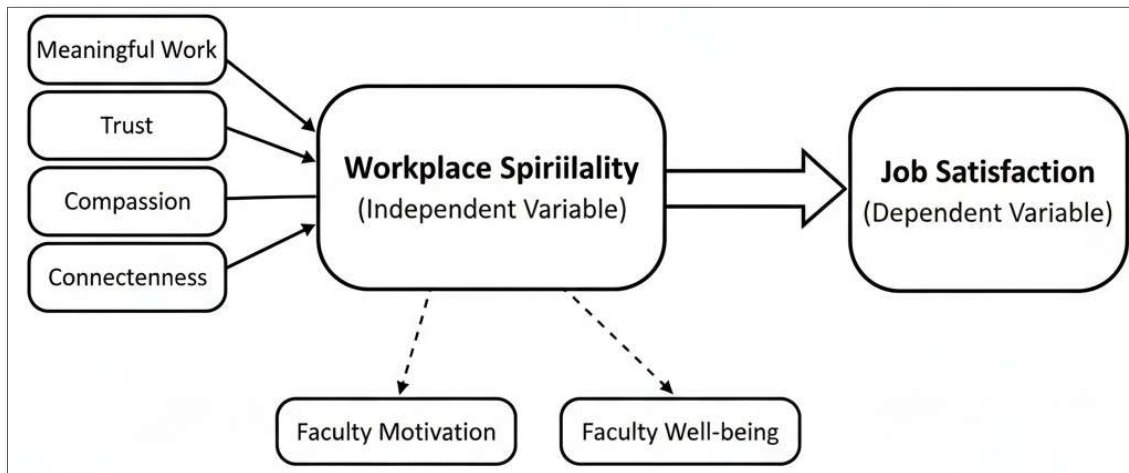 Meaningful Work
Trust
Compassion
Connectenness
Workplace Spiriilality
(Independent Variable)
Job Satisfaction
(Dependent Variable)
Faculty Motivation
Faculty Well-being